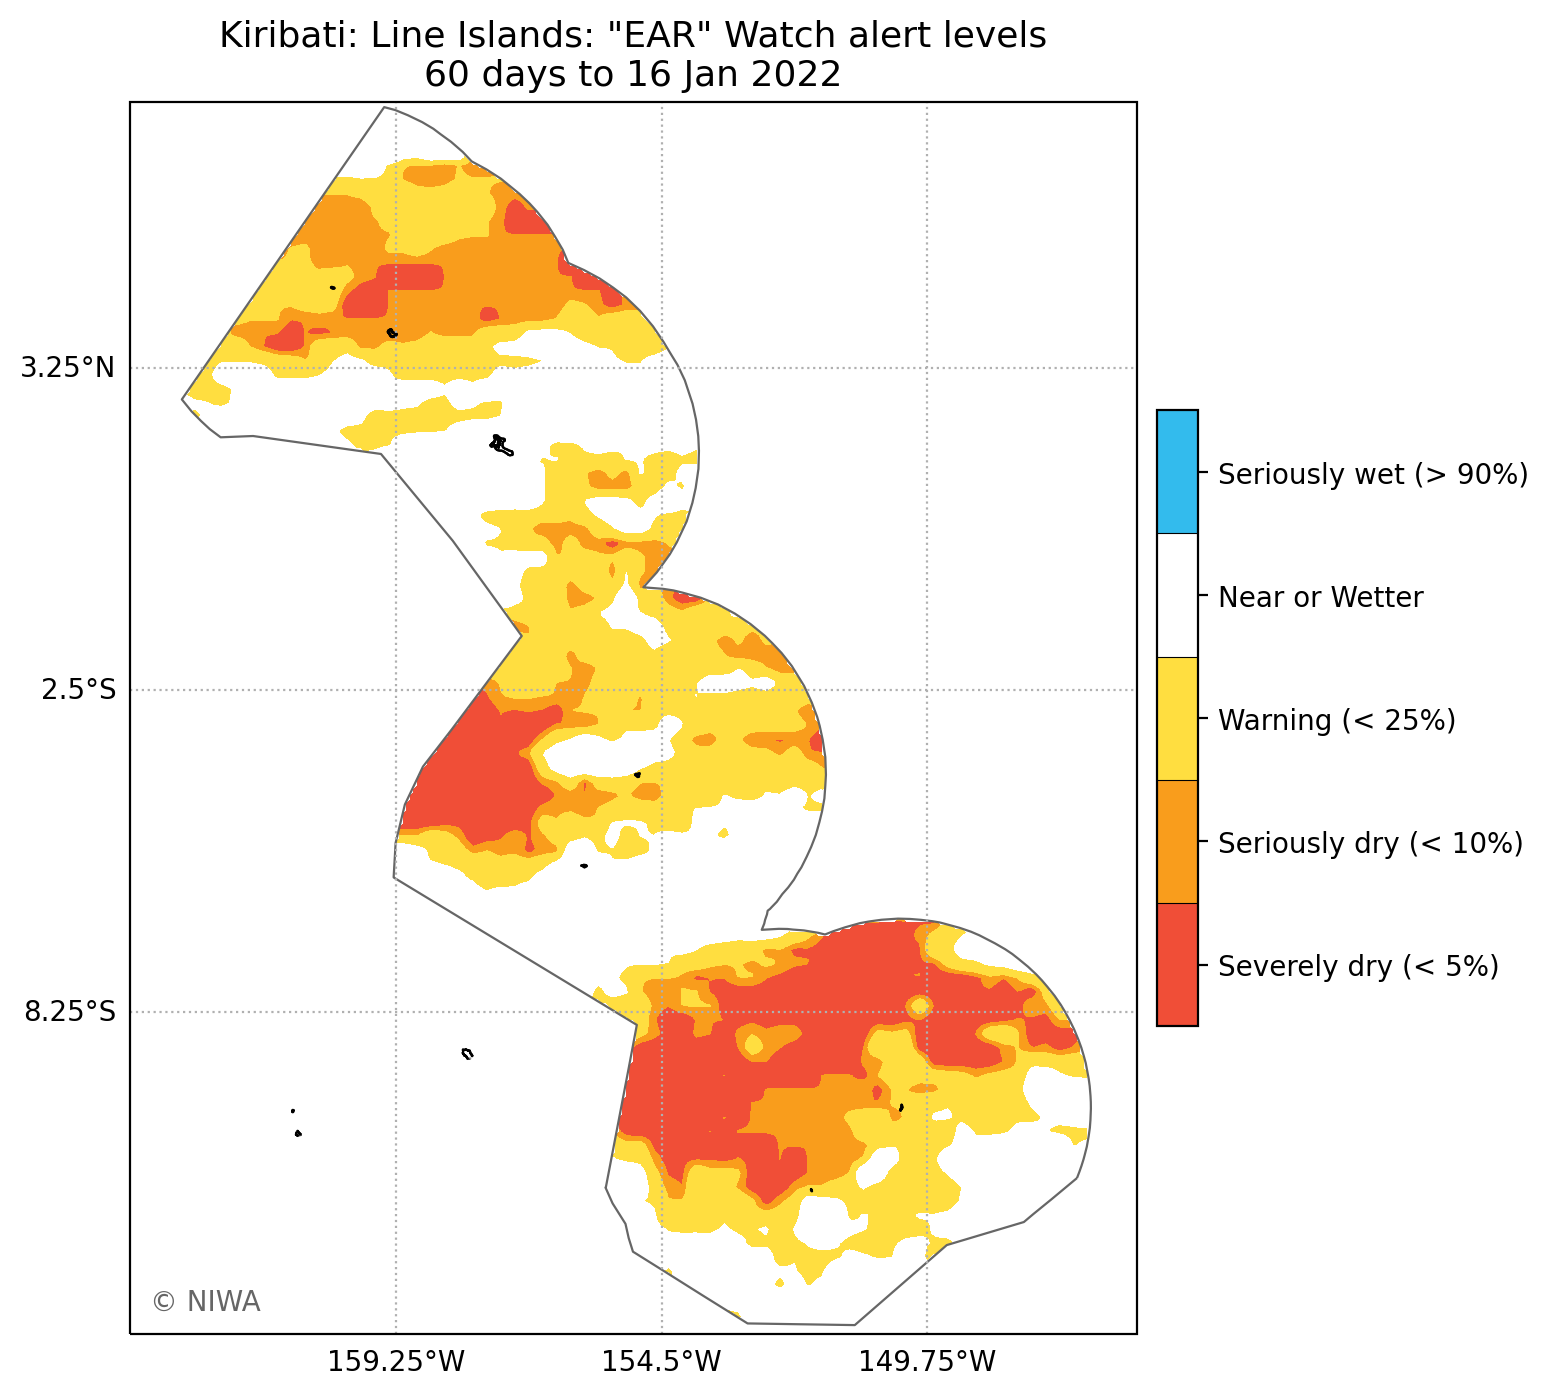 Kiribati: Line Islands: "EAR" Watch alert levels
60 days to 16 Jan 2022
3.25°N
2.5°S
8.25°S
159.25°W
154.5°W
149.75°W
Seriously wet (> 90%)
Near or Wetter
Warning (< 25%)
Seriously dry (< 10%)
Severely dry (< 5%)
© NIWA